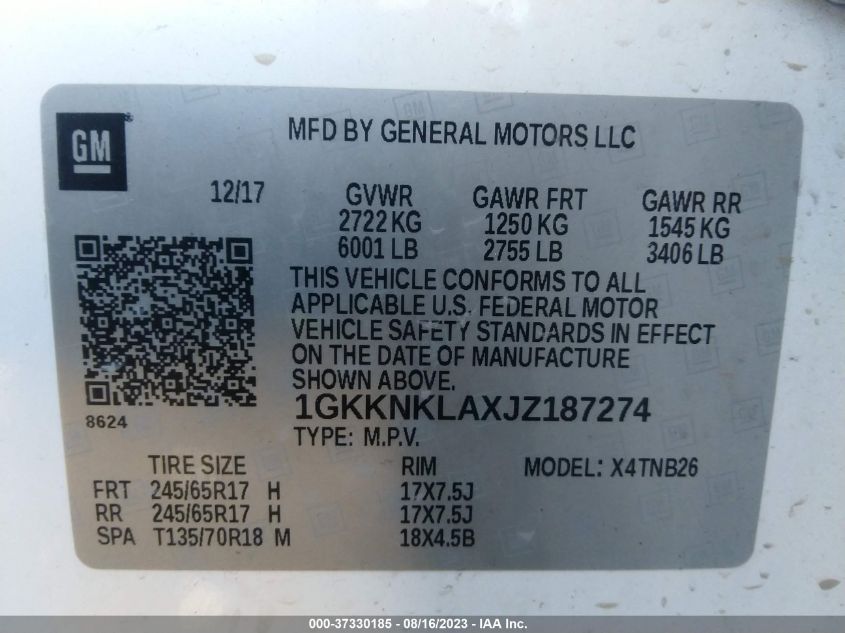 GM
MFD BY GENERAL MOTORS LLC
12/17 GVWR GAWR FRT GAWR RR
2722 KG 1250 KG 1545 KG
6001 LB 2755 LB 3406 LB
THIS VEHICLE CONFORMS TO ALL
APPLICABLE U.S. FEDERAL MOTOR
VEHICLE SAFETY STANDARDS IN EFFECT
ON THE DATE OF MANUFACTURE
SHOWN ABOVE.
8624
1GKKNKLAXJZ187274
TYPE: M.P.V.
TIRE SIZE RIM MODEL: X4TNB26
FRT 245/65R17 H 17X7.5J
RR 245/65R17 H 17X7.5J
SPA T135/70R18 M 18X4.5B
000-37330185 - 08/16/2023 - IAA Inc.